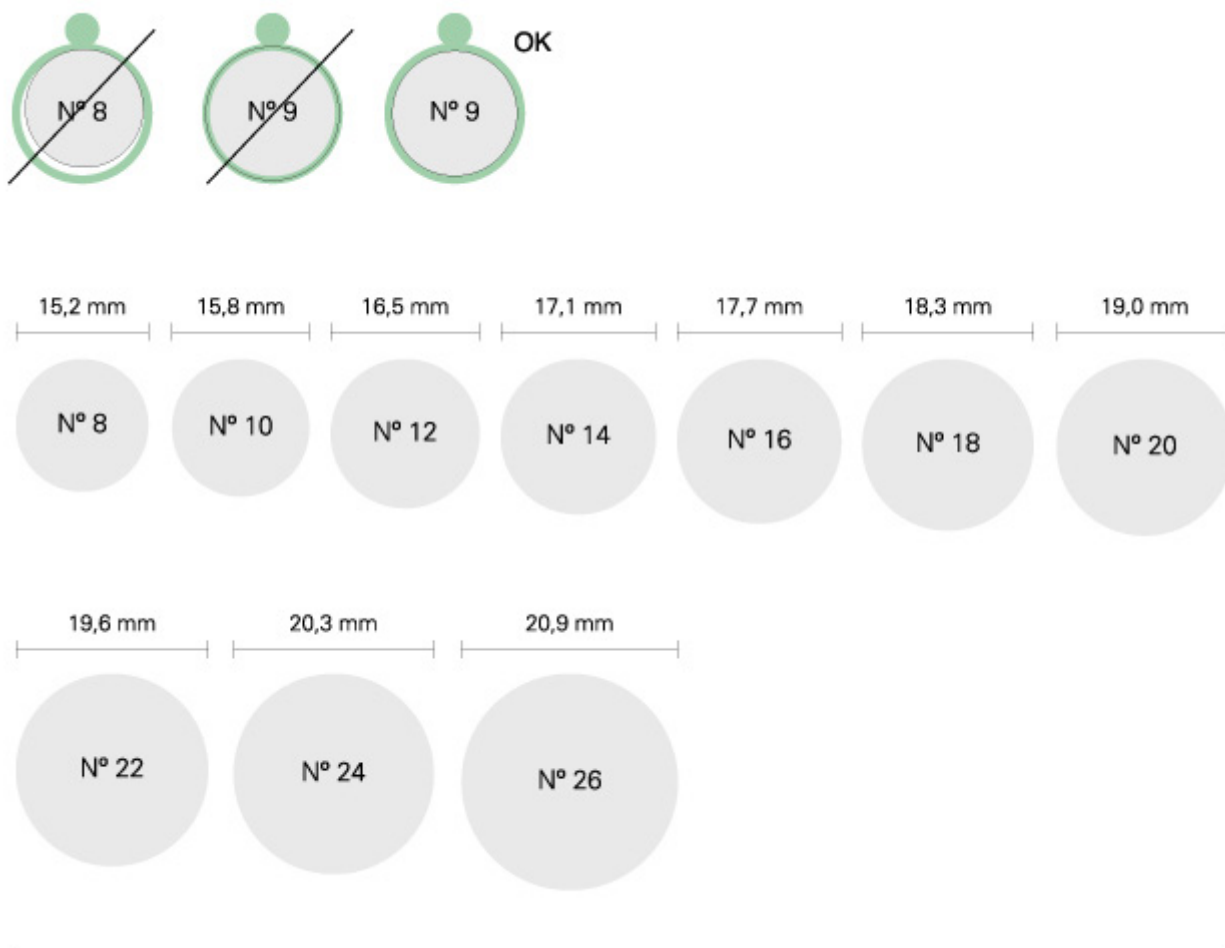 OK
Nº 8
Nº 9
Nº 9
15,2 mm
15,8 mm
16,5 mm
17,1 mm
17,7 mm
18,3 mm
19,0 mm
Nº 8
Nº 10
Nº 12
Nº 14
Nº 16
Nº 18
Nº 20
19,6 mm
20,3 mm
20,9 mm
Nº 22
Nº 24
Nº 26